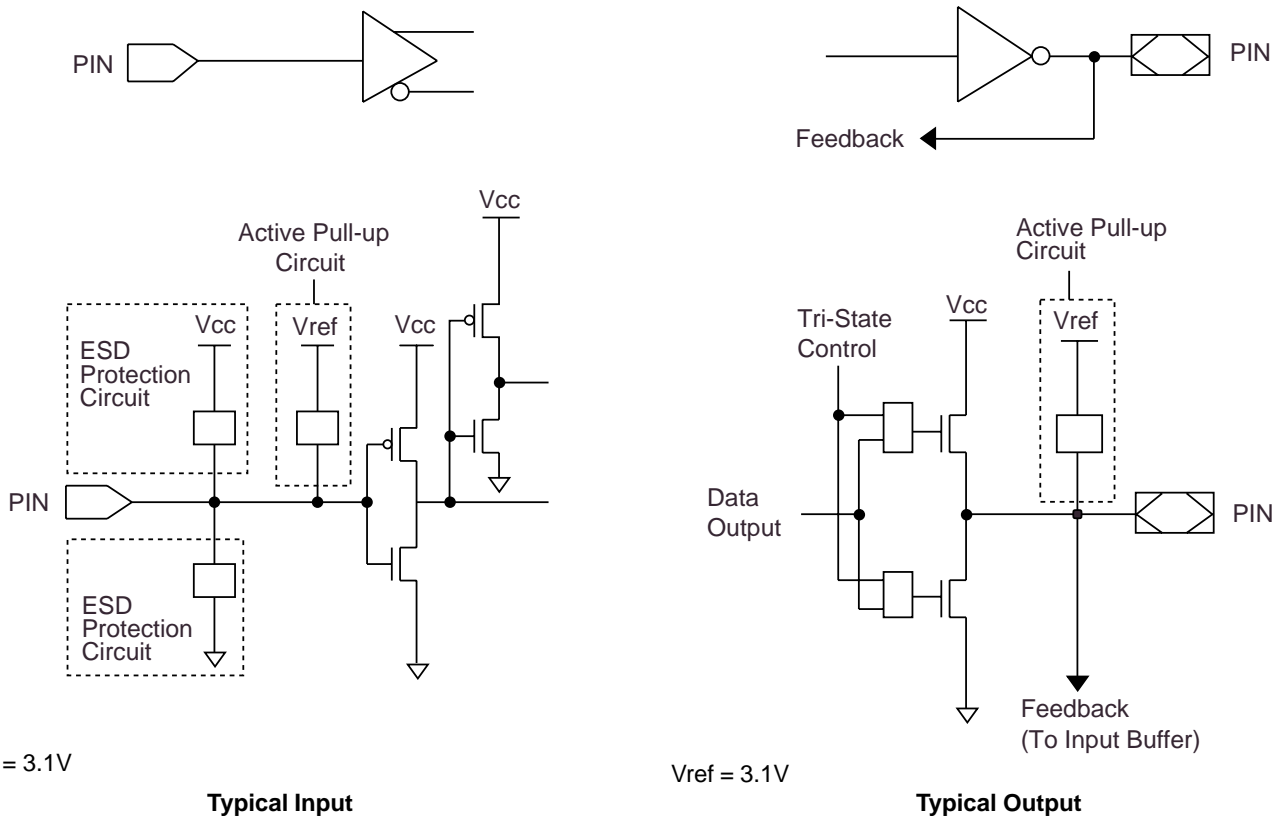 PIN
PIN
Feedback
Vcc
Active Pull-up
Circuit
Vcc
Vref
Vcc
ESD
Protection
Circuit
PIN
ESD
Protection
Circuit
= 3.1V
Typical Input
Active Pull-up
Circuit
Tri-State
Control
Vcc
Vref
Data
Output
PIN
Feedback
(To Input Buffer)
Vref = 3.1V
Typical Output